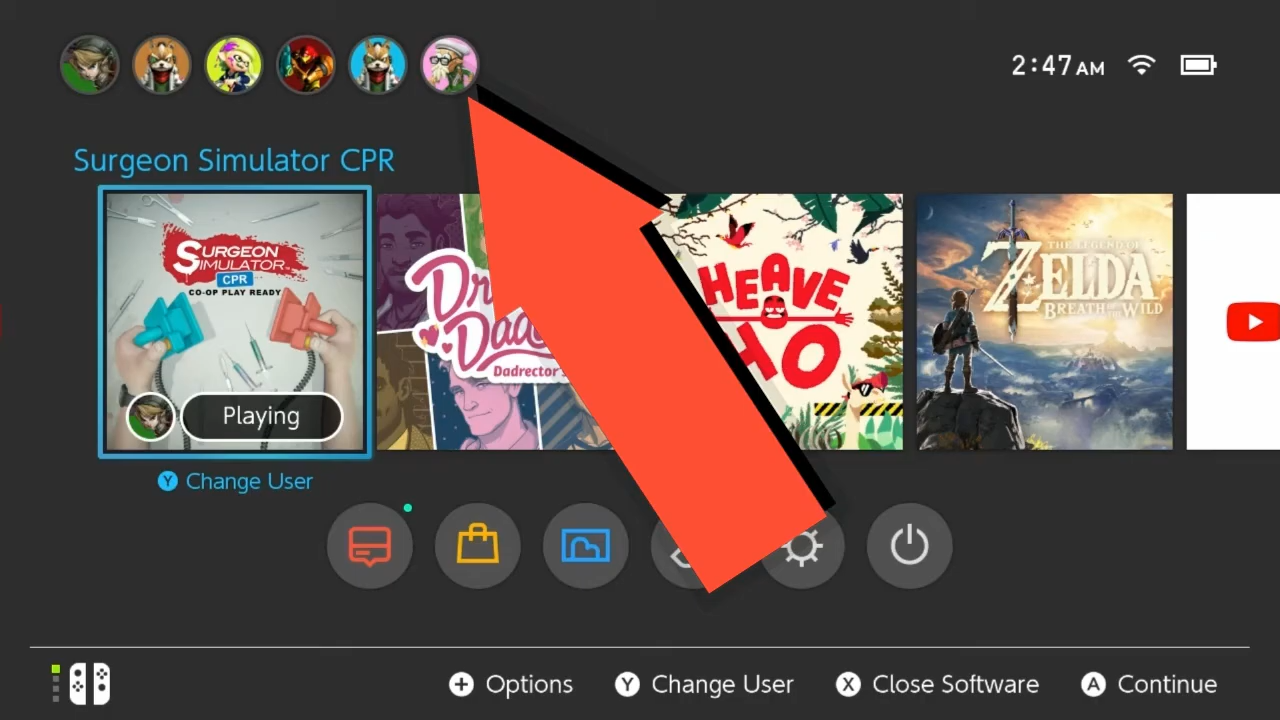 2:47 AM
Surgeon Simulator CPR
SURGEON
SIMULATOR
CPR
CO-OP PLAY READY
Playing
Dadrector's
HEAVE
HO
THE LEGEND OF
ZELDA
BREATH OF THE WILD
Y Change User
+ Options
Y Change User
X Close Software
A Continue